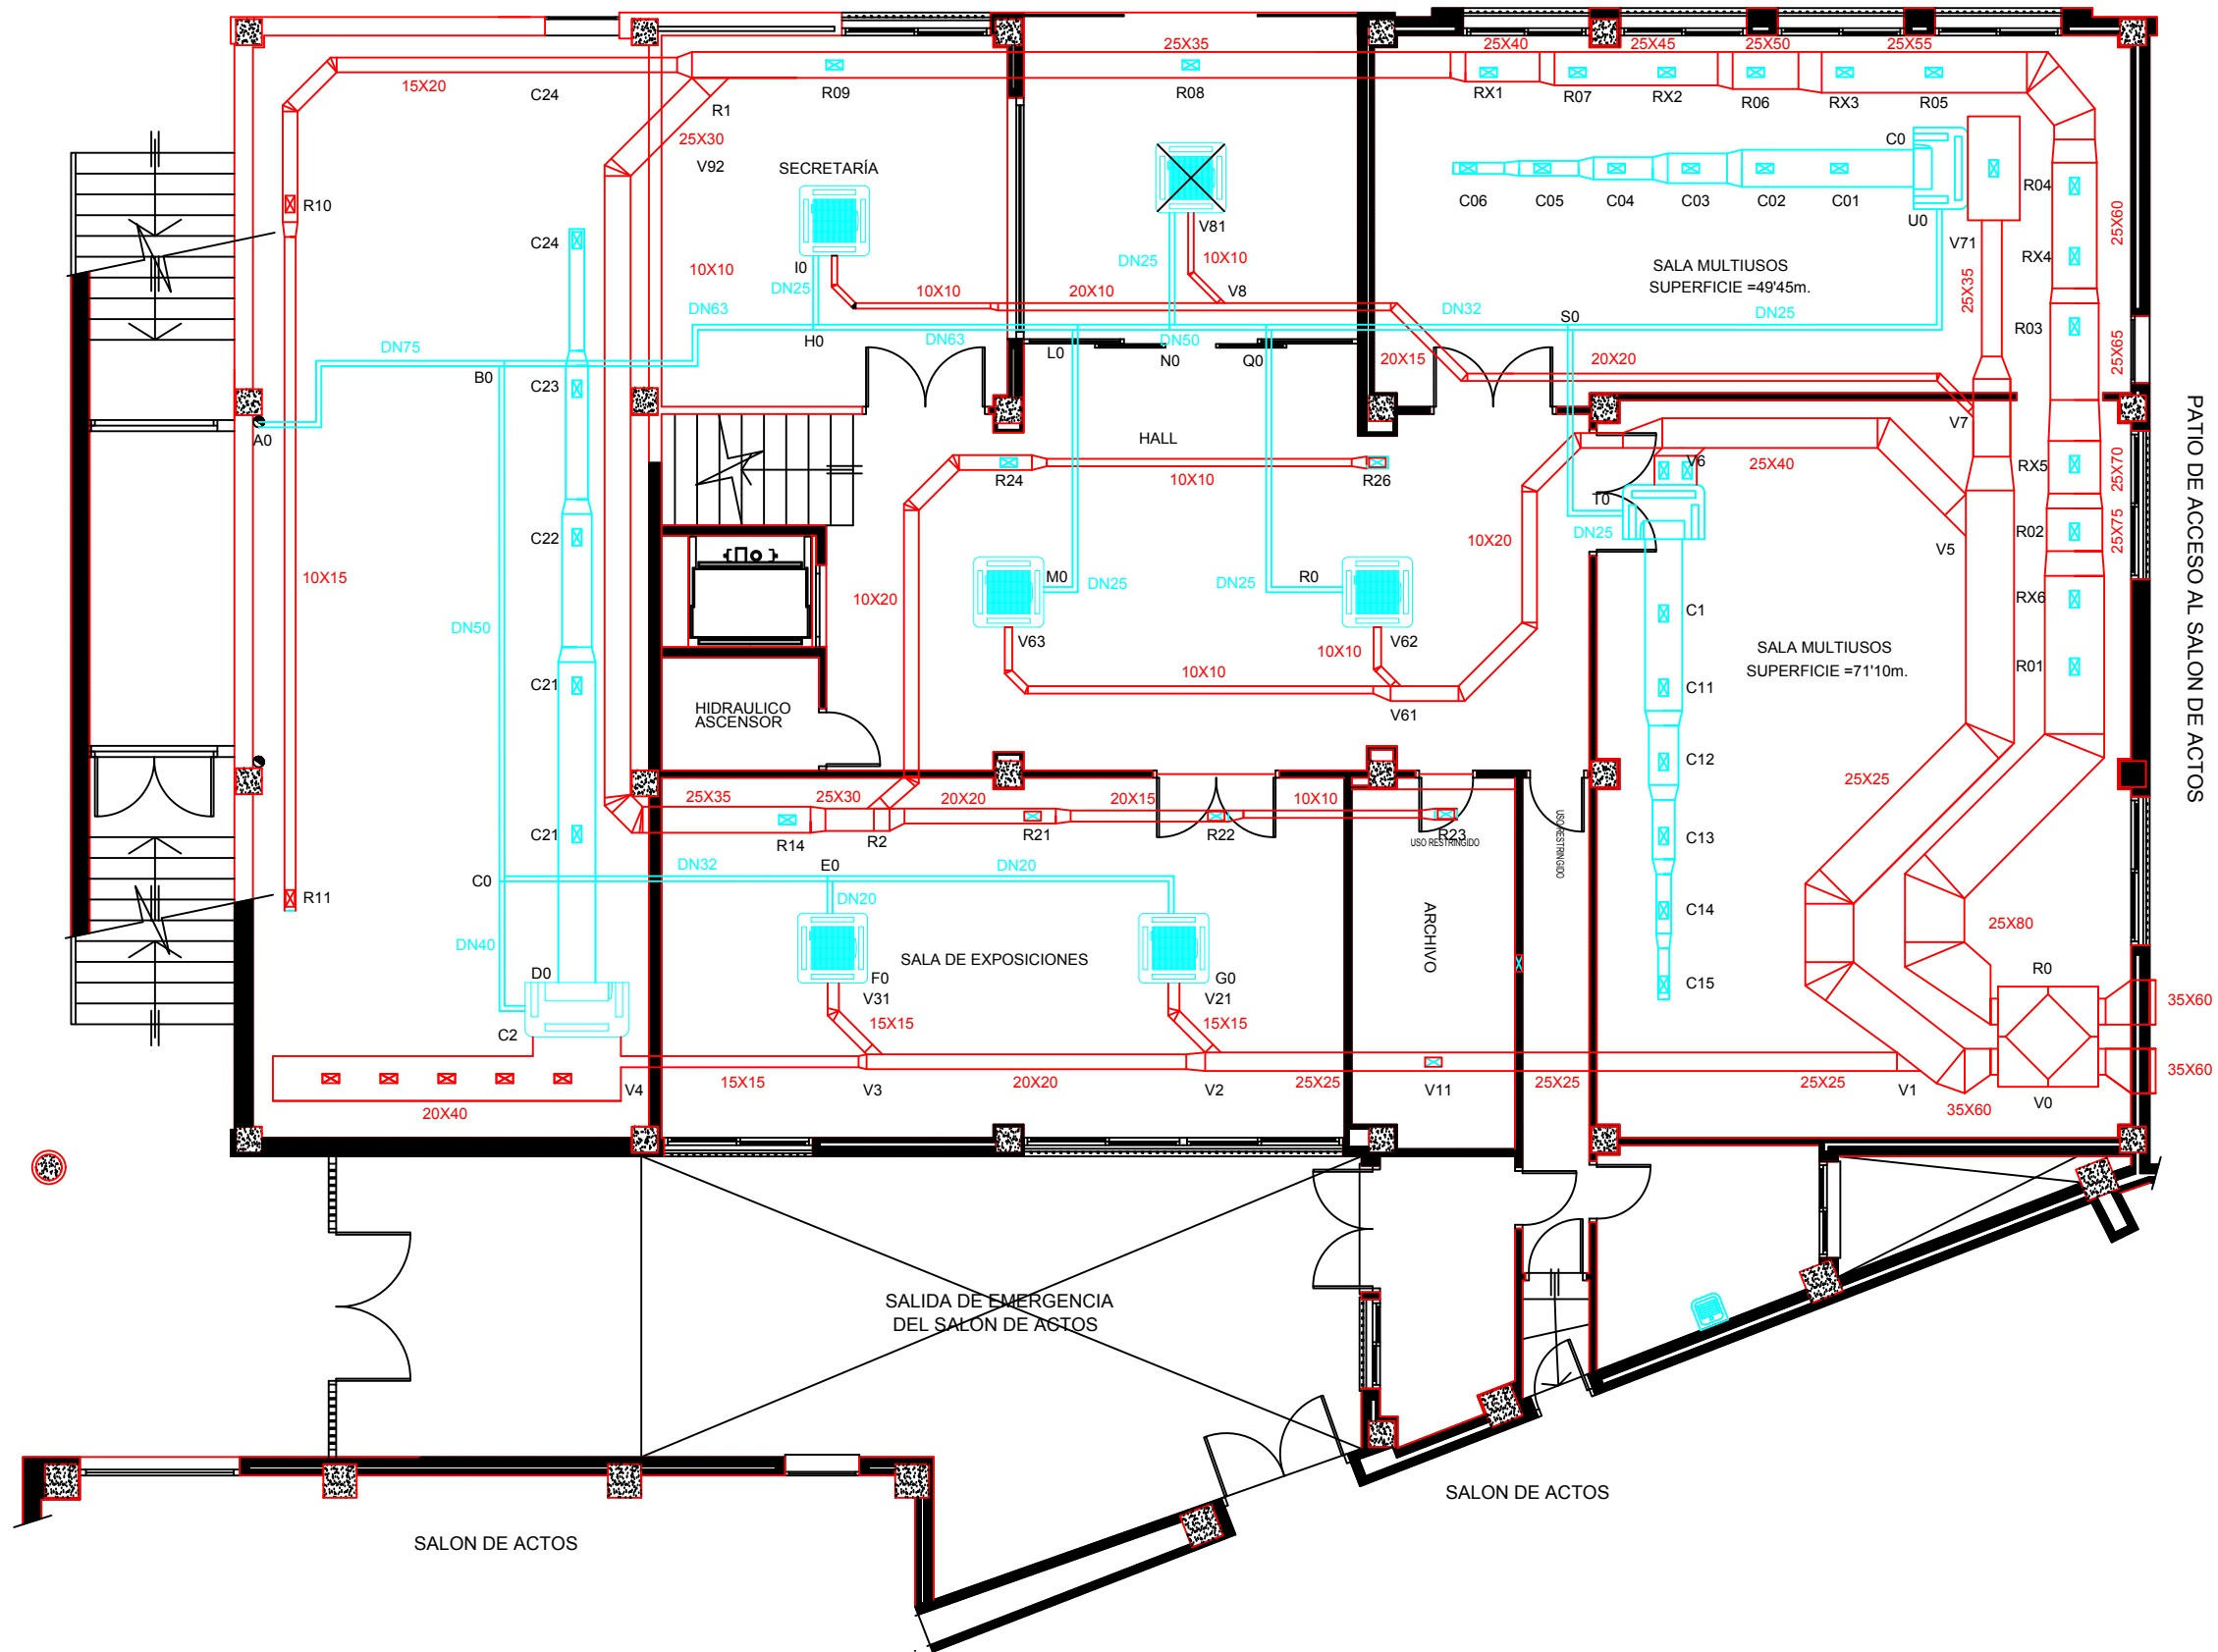 25X35
25X40
25X45
25X50
25X55
15X20
C24
R09
R08
RX1
R07
RX2
R06
RX3
R05
R1
25X30
V92
SECRETARÍA
C0
C06
C05
C04
C03
C02
C01
R04
R10
V81
U0
25X60
C24
I0
DN25
10X10
V71
RX4
10X10
DN25
SALA MULTIUSOS
SUPERFICIE =49'45m.
25X35
10X10
20X10
V8
DN63
DN32
S0
DN25
R03
H0
DN63
DN50
DN75
L0
N0
Q0
20X15
20X20
25X65
B0
C23
A0
HALL
V7
PATIO DE ACCESO AL SALON DE ACTOS
R24
10X10
R26
V6
25X40
RX5
25X70
T0
DN25
10X20
V5
R02
25X75
C22
10X15
M0
DN25
DN25
R0
10X20
RX6
C1
DN50
V63
10X10
V62
SALA MULTIUSOS
SUPERFICIE =71'10m.
R01
10X10
C21
C11
HIDRAULICO
ASCENSOR
V61
C12
25X25
25X35
25X30
20X20
20X15
10X10
C21
R14
R2
R21
R22
R23
USO RESTRINGIDO
USO RESTRINGIDO
C13
C0
DN32
E0
DN20
R11
DN20
C14
ARCHIVO
25X80
DN40
D0
SALA DE EXPOSICIONES
F0
G0
C15
R0
V31
V21
35X60
C2
15X15
15X15
V4
15X15
V3
20X20
V2
25X25
V11
25X25
25X25
V1
35X60
V0
35X60
20X40
SALIDA DE EMERGENCIA
DEL SALON DE ACTOS
SALON DE ACTOS
SALON DE ACTOS